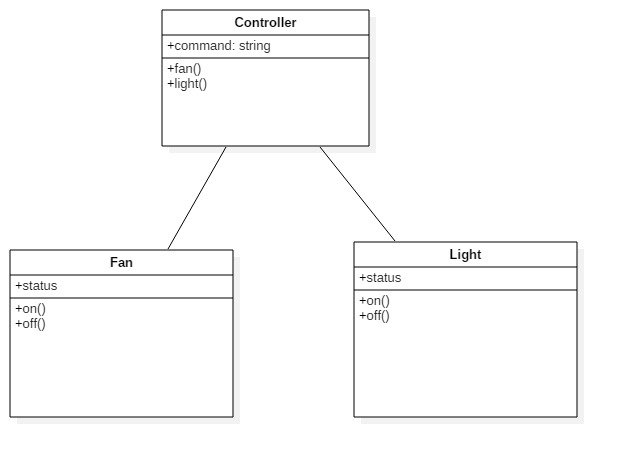 Controller
+command: string
+fan()
+light()
Fan
+status
+on()
+off()
Light
+status
+on()
+off()